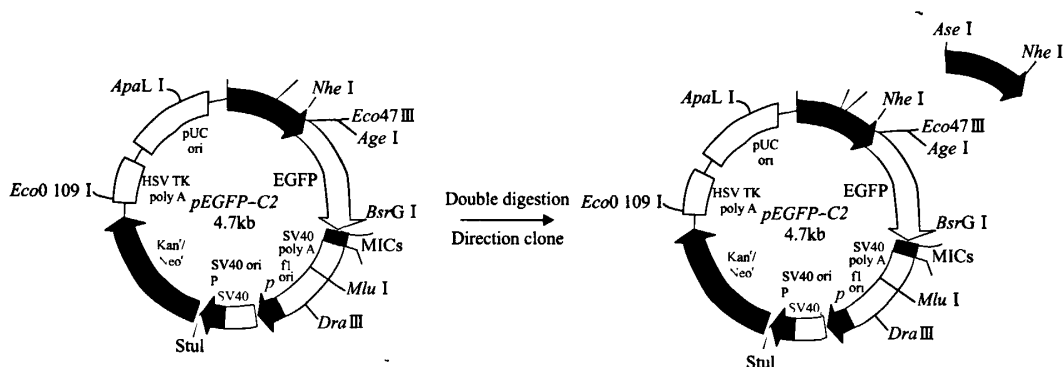 ApaL I
Nhe I
Eco47 III
Age I
pUC
ori
Eco0 109 I
HSV TK
poly A
EGFP
pEGFP-C2
4.7kb
BsrG I
MICs
SV40
poly A
f1
ori
Kanr/
Neor
SV40 ori
P
SV40
p
Mlu I
Dra III
Stul
Double digestion
Direction clone
Ase I
Nhe I
ApaL I
Nhe I
Eco47 III
Age I
pUC
ori
Eco0 109 I
HSV TK
poly A
EGFP
pEGFP-C2
4.7kb
BsrG I
MICs
SV40
poly A
f1
ori
Kanr/
Neor
SV40 ori
P
SV40
p
Mlu I
Dra III
Stul